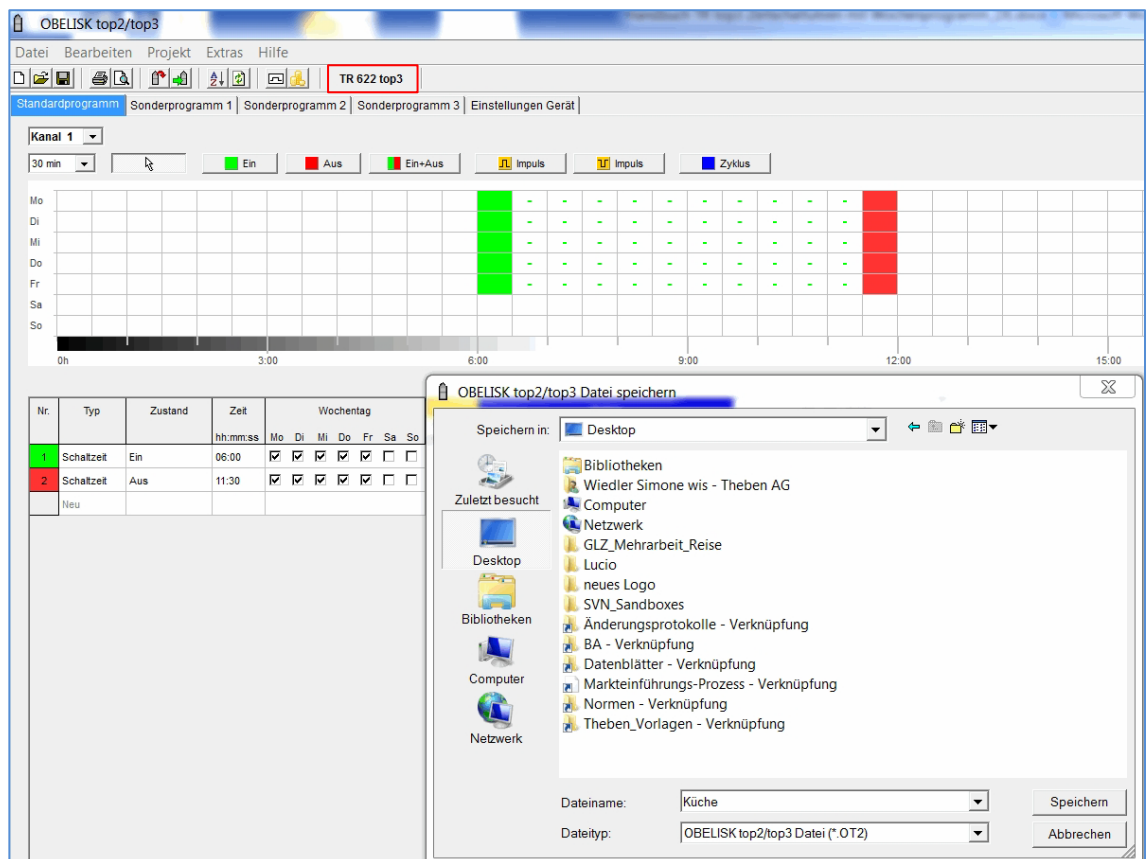 OBELISK top2/top3
Datei Bearbeiten Projekt Extras Hilfe
TR 622 top3
Standardprogramm Sonderprogramm 1 Sonderprogramm 2 Sonderprogramm 3 Einstellungen Gerät
Kanal 1
30 min Ein Aus Ein+Aus Impuls Impuls Zyklus
Mo
Di
Mi
Do
Fr
Sa
So
0h 3:00 6:00 9:00 12:00 15:00
Nr. Typ Zustand Zeit Wochentag
hh:mm:ss Mo Di Mi Do Fr Sa So
1 Schaltzeit Ein 06:00
2 Schaltzeit Aus 11:30
Neu
OBELISK top2/top3 Datei speichern
Speichern in: Desktop
Zuletzt besucht
Desktop
Bibliotheken
Computer
Netzwerk
Bibliotheken
Wiedler Simone wis - Theben AG
Computer
Netzwerk
GLZ_Mehrarbeit_Reise
Lucio
neues Logo
SVN_Sandboxes
Änderungsprotokolle - Verknüpfung
BA - Verknüpfung
Datenblätter - Verknüpfung
Markteinführungs-Prozess - Verknüpfung
Normen - Verknüpfung
Theben_Vorlagen - Verknüpfung
Dateiname: Küche Speichern
Dateityp: OBELISK top2/top3 Datei (*.OT2) Abbrechen